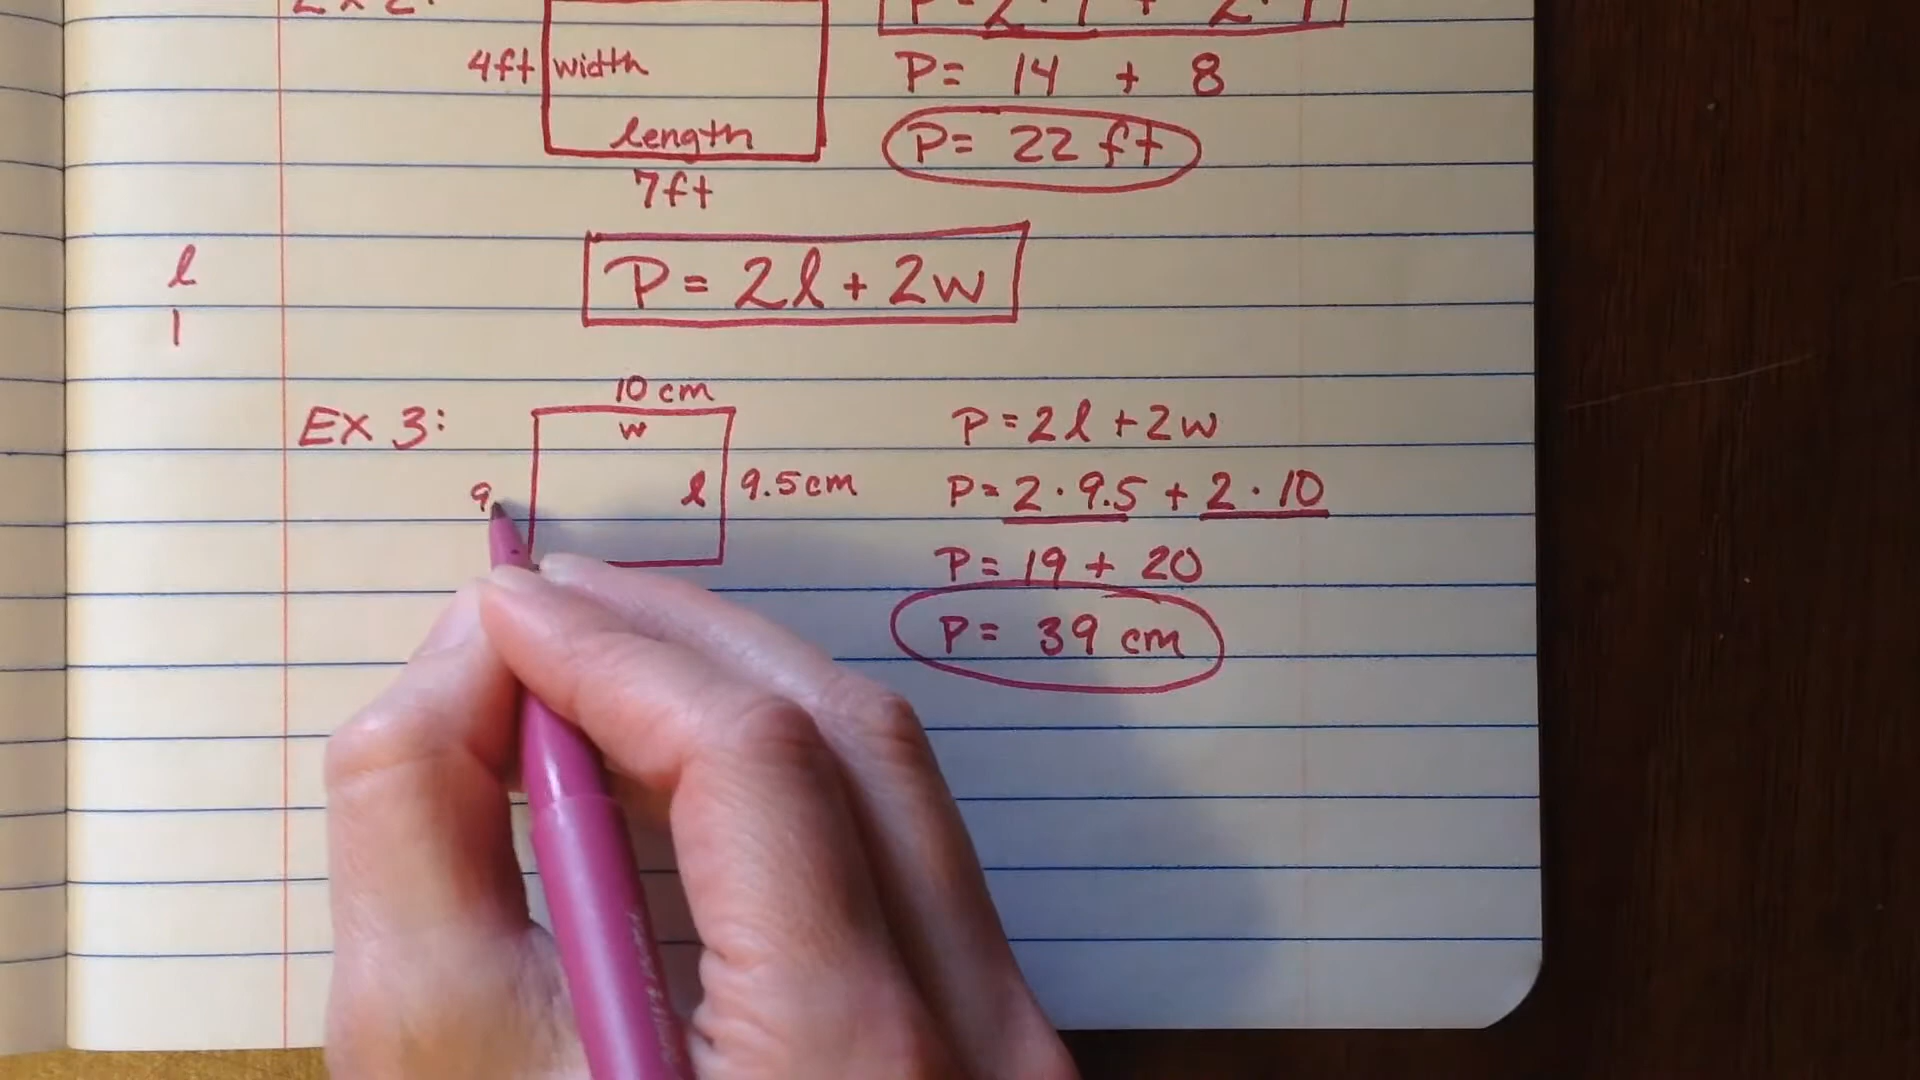 4ft
width
length
7ft
P= 14 + 8
P= 22 ft
l
l
P = 2l + 2w
EX 3:
10 cm
w
l
9.5cm
9
P=2l+2w
P= 2 · 9.5 + 2 · 10
P= 19 + 20
P= 39 cm